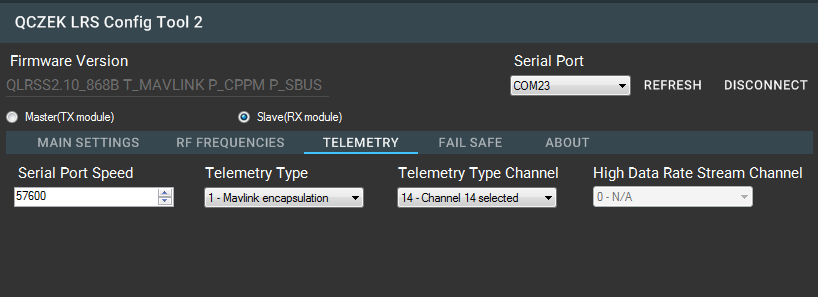 QCZEK LRS Config Tool 2
Firmware Version
Serial Port
QLRSS2.10_868B T_MAVLINK P_CPPM P_SBUS
COM23
REFRESH
DISCONNECT
Master(TX module)
Slave(RX module)
MAIN SETTINGS
RF FREQUENCIES
TELEMETRY
FAIL SAFE
ABOUT
Serial Port Speed
Telemetry Type
Telemetry Type Channel
High Data Rate Stream Channel
57600
1 - Mavlink encapsulation
14 - Channel 14 selected
0 - N/A